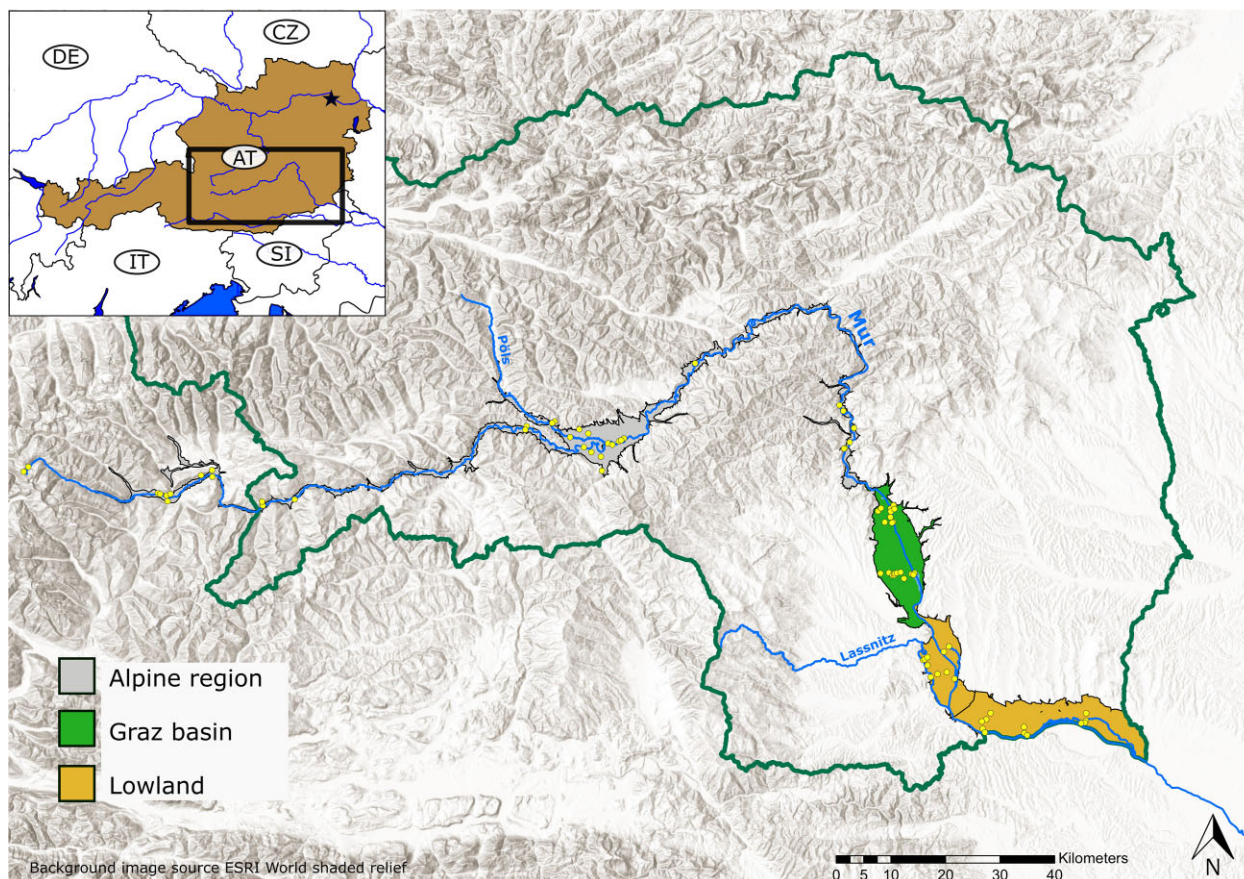 DE
CZ
AT
IT
SI
Pöls
Mur
Lassnitz
Alpine region
Graz basin
Lowland
Background image source ESRI World shaded relief
Kilometers
0 5 10 20 30 40
N